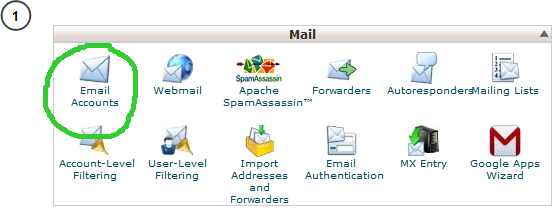 1
Mail
SpamAssassin
Email Accounts
Webmail
Apache SpamAssassin™
Forwarders
Autoresponders
Mailing Lists
Account-Level Filtering
User-Level Filtering
Import Addresses and Forwarders
Email Authentication
MX Entry
Google Apps Wizard